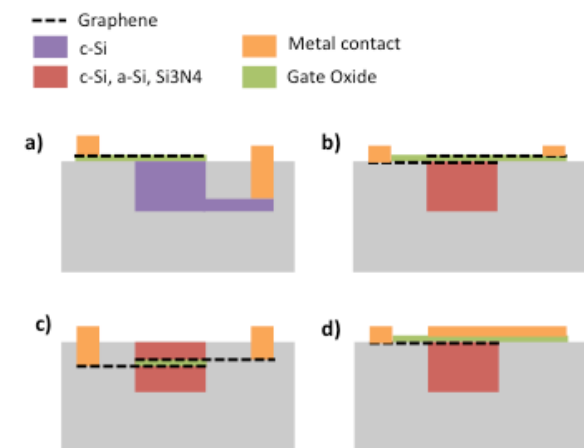 Graphene
c-Si
Metal contact
c-Si, a-Si, Si3N4
Gate Oxide
a)
b)
c)
d)